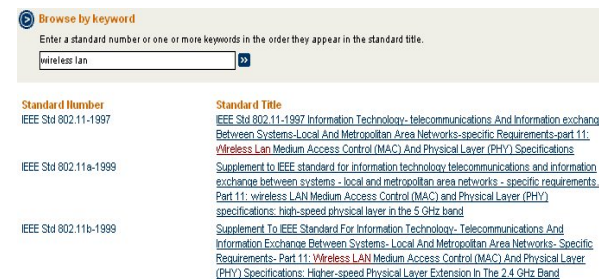 Browse by keyword
Enter a standard number or one or more keywords in the order they appear in the standard title.
wireless lan
Standard Number Standard Title
IEEE Std 802.11-1997 IEEE Std 802.11-1997 Information Technology- telecommunications And Information exchang
Between Systems-Local And Metropolitan Area Networks-specific Requirements-part 11:
Wireless Lan Medium Access Control (MAC) And Physical Layer (PHY) Specifications
IEEE Std 802.11a-1999 Supplement to IEEE standard for information technology telecommunications and information
exchange between systems - local and metropolitan area networks - specific requirements.
Part 11: wireless LAN Medium Access Control (MAC) and Physical Layer (PHY)
specifications: high-speed physical layer in the 5 GHz band
IEEE Std 802.11b-1999 Supplement To IEEE Standard For Information Technology- Telecommunications And
Information Exchange Between Systems- Local And Metropolitan Area Networks- Specific
Requirements- Part 11: Wireless LAN Medium Access Control (MAC) And Physical Layer
(PHY) Specifications: Higher-speed Physical Layer Extension In The 2.4 GHz Band